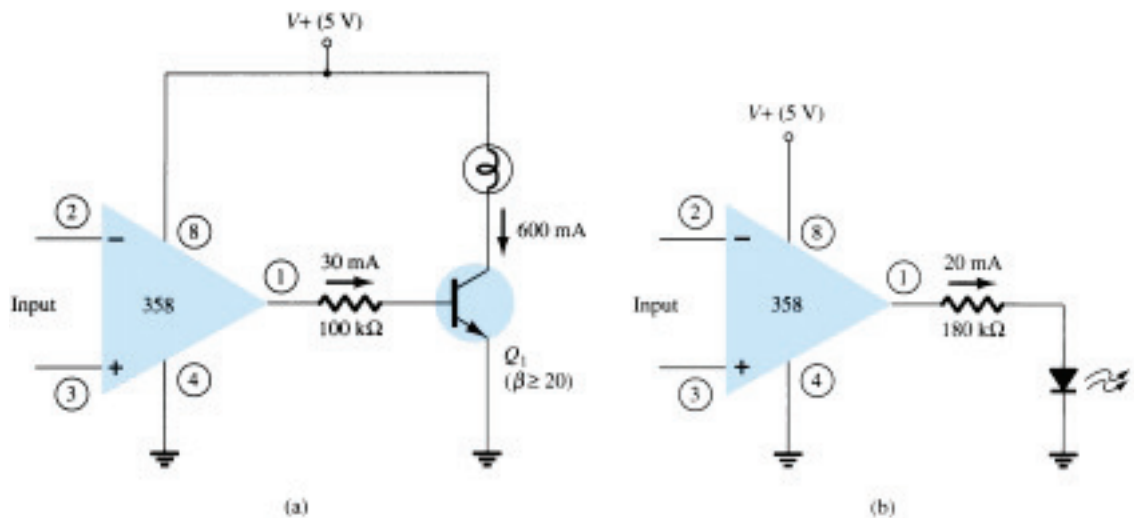 V+ (5 V)
2
8
Input
358
3
4
1
30 mA
100 kΩ
600 mA
Q1
(β ≥ 20)
(a)
V+ (5 V)
2
8
Input
358
3
4
1
20 mA
180 kΩ
(b)